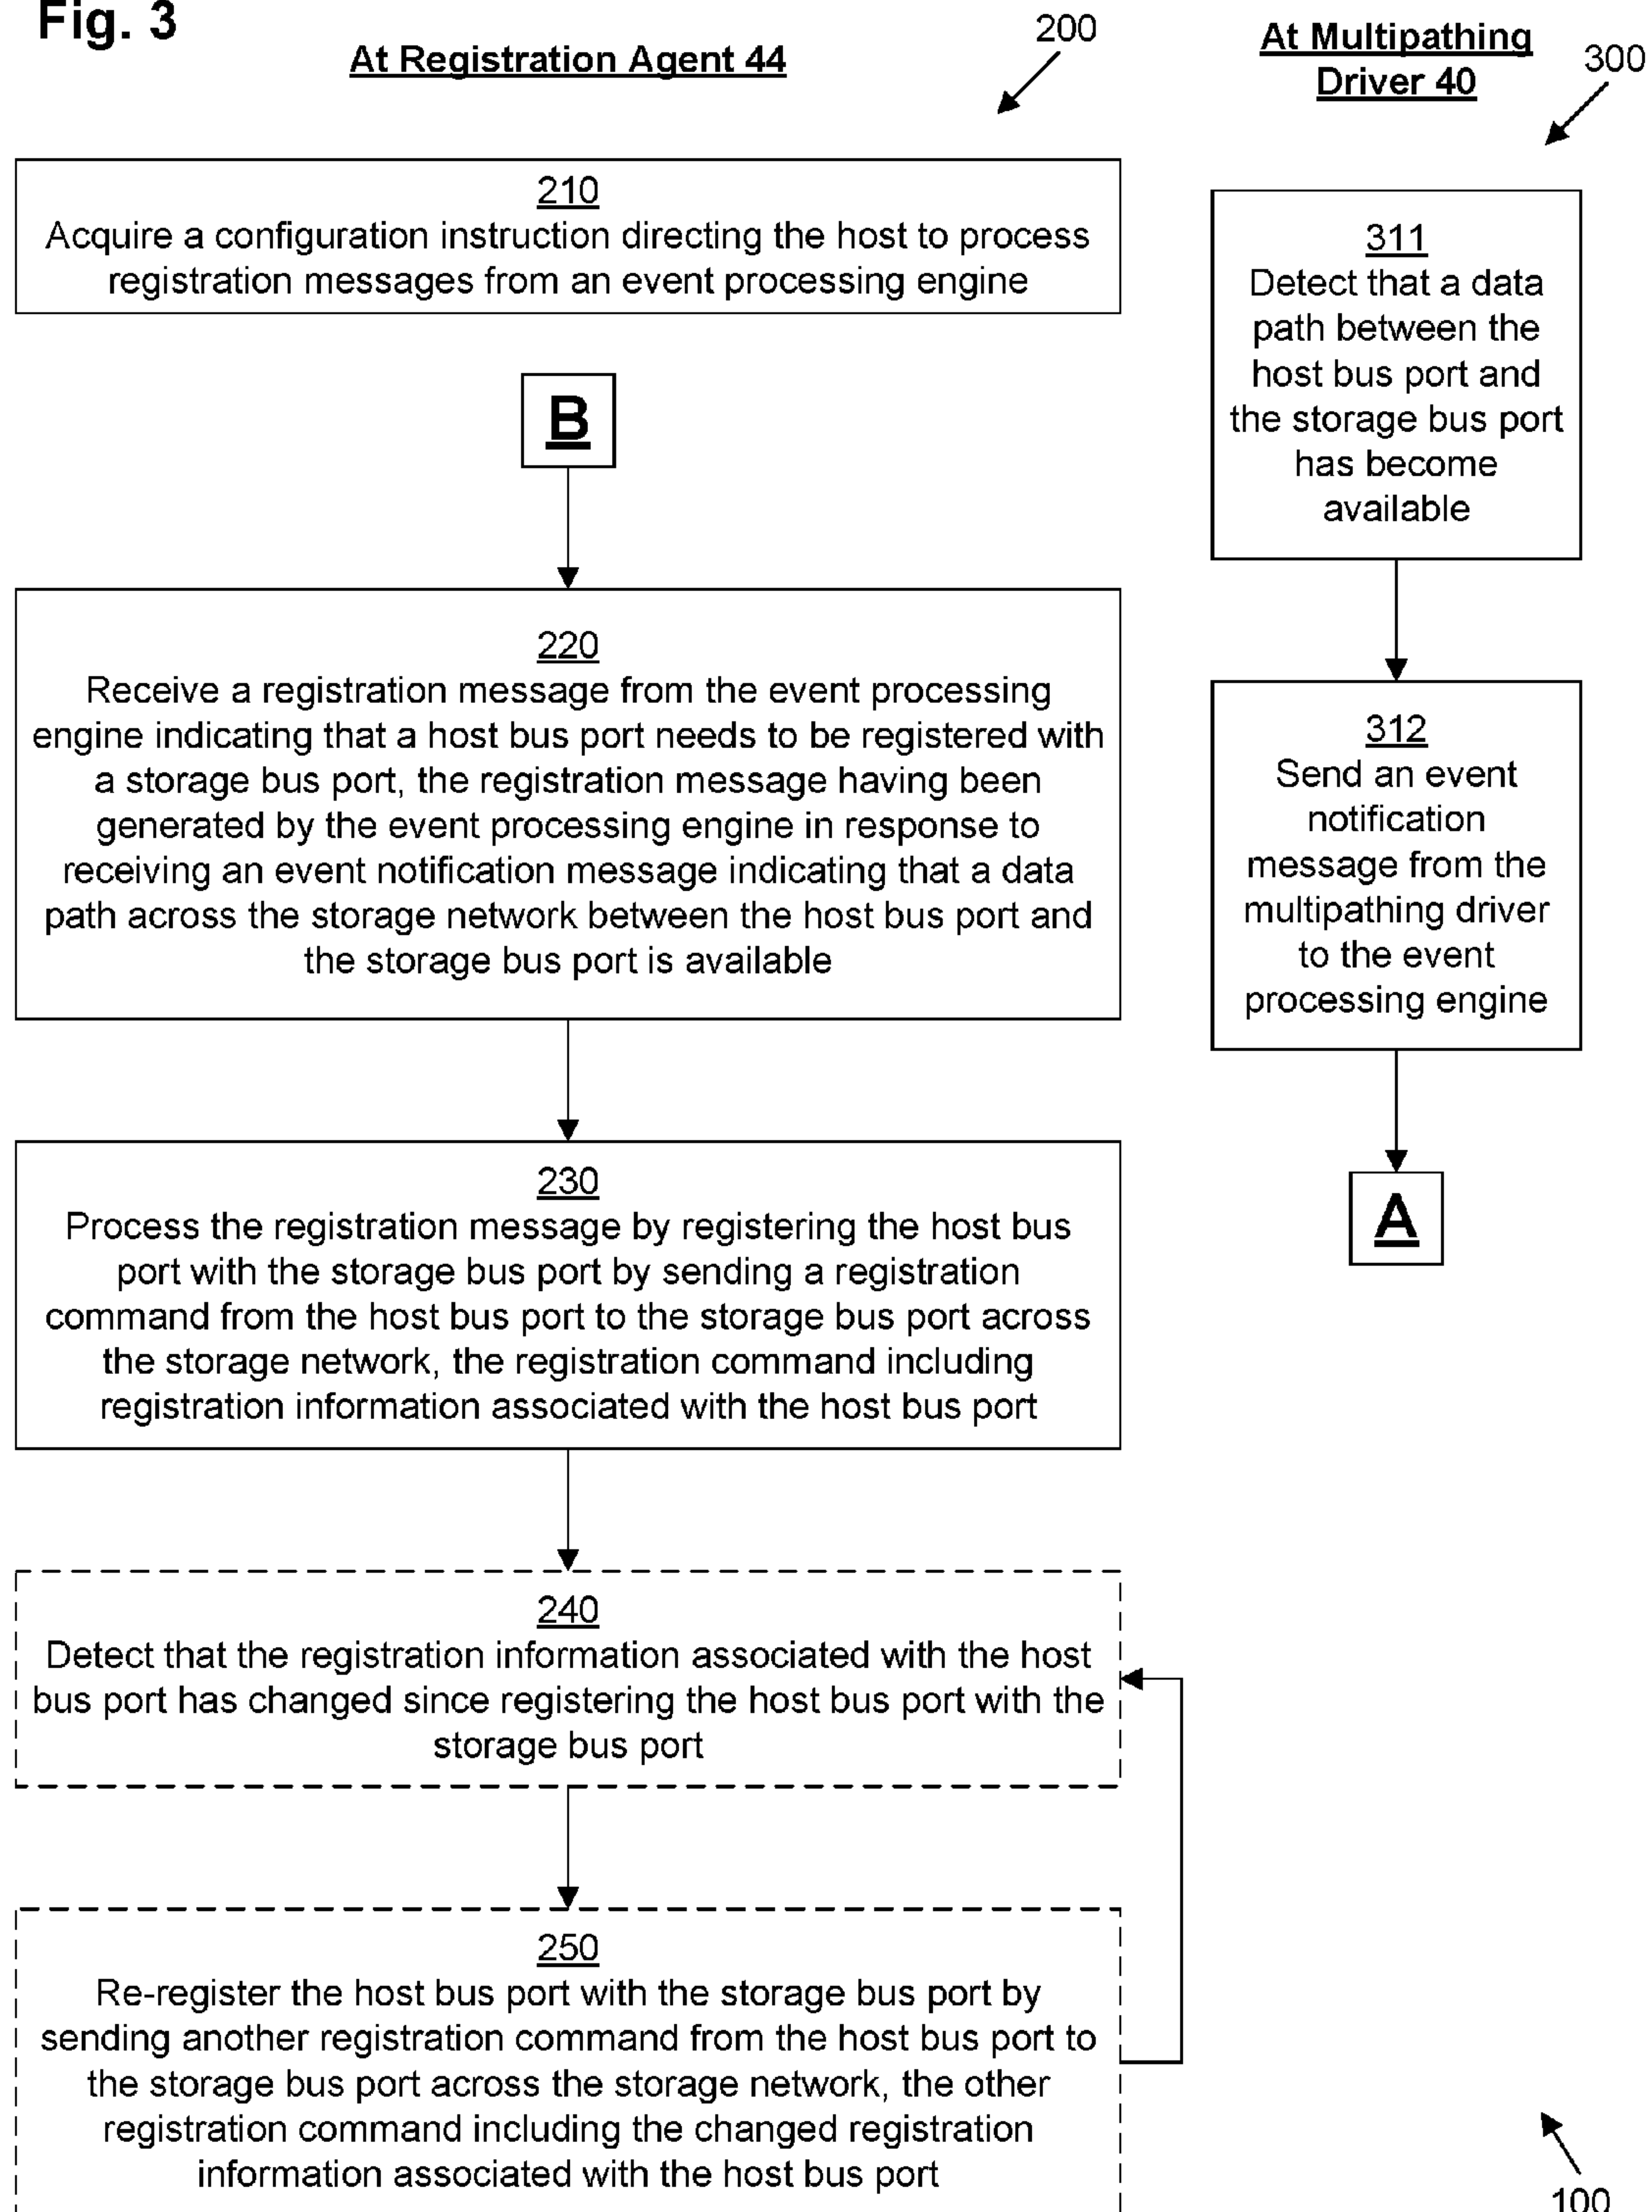 Fig. 3
At Registration Agent 44
200
At Multipathing
Driver 40
300
210
Acquire a configuration instruction directing the host to process
registration messages from an event processing engine
B
220
Receive a registration message from the event processing
engine indicating that a host bus port needs to be registered with
a storage bus port, the registration message having been
generated by the event processing engine in response to
receiving an event notification message indicating that a data
path across the storage network between the host bus port and
the storage bus port is available
230
Process the registration message by registering the host bus
port with the storage bus port by sending a registration
command from the host bus port to the storage bus port across
the storage network, the registration command including
registration information associated with the host bus port
240
Detect that the registration information associated with the host
bus port has changed since registering the host bus port with the
storage bus port
250
Re-register the host bus port with the storage bus port by
sending another registration command from the host bus port to
the storage bus port across the storage network, the other
registration command including the changed registration
information associated with the host bus port
311
Detect that a data
path between the
host bus port and
the storage bus port
has become
available
312
Send an event
notification
message from the
multipathing driver
to the event
processing engine
A
100